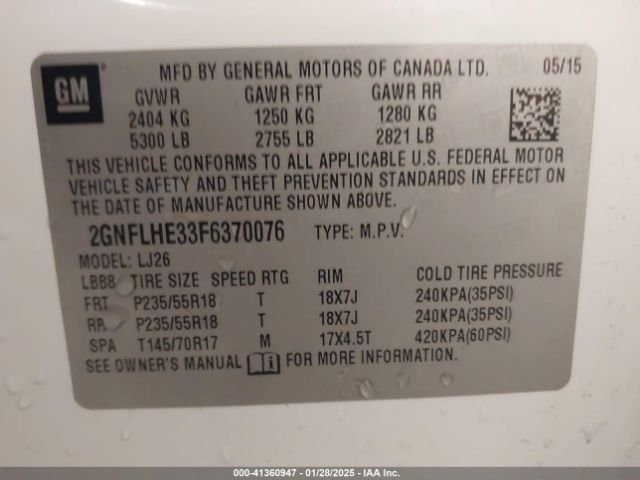 GM MFD BY GENERAL MOTORS OF CANADA LTD. 05/15
GVWR GAWR FRT GAWR RR
2404 KG 1250 KG 1280 KG
5300 LB 2755 LB 2821 LB
THIS VEHICLE CONFORMS TO ALL APPLICABLE U.S. FEDERAL MOTOR
VEHICLE SAFETY AND THEFT PREVENTION STANDARDS IN EFFECT ON
THE DATE OF MANUFACTURE SHOWN ABOVE.
2GNFLHE33F6370076 TYPE: M.P.V.
MODEL: LJ26
LBB8 TIRE SIZE SPEED RTG RIM COLD TIRE PRESSURE
FRT P235/55R18 T 18X7J 240KPA(35PSI)
RR P235/55R18 T 18X7J 240KPA(35PSI)
SPA T145/70R17 M 17X4.5T 420KPA(60PSI)
SEE OWNER'S MANUAL FOR MORE INFORMATION.
000-41360947 - 01/28/2025 - IAAI.COM